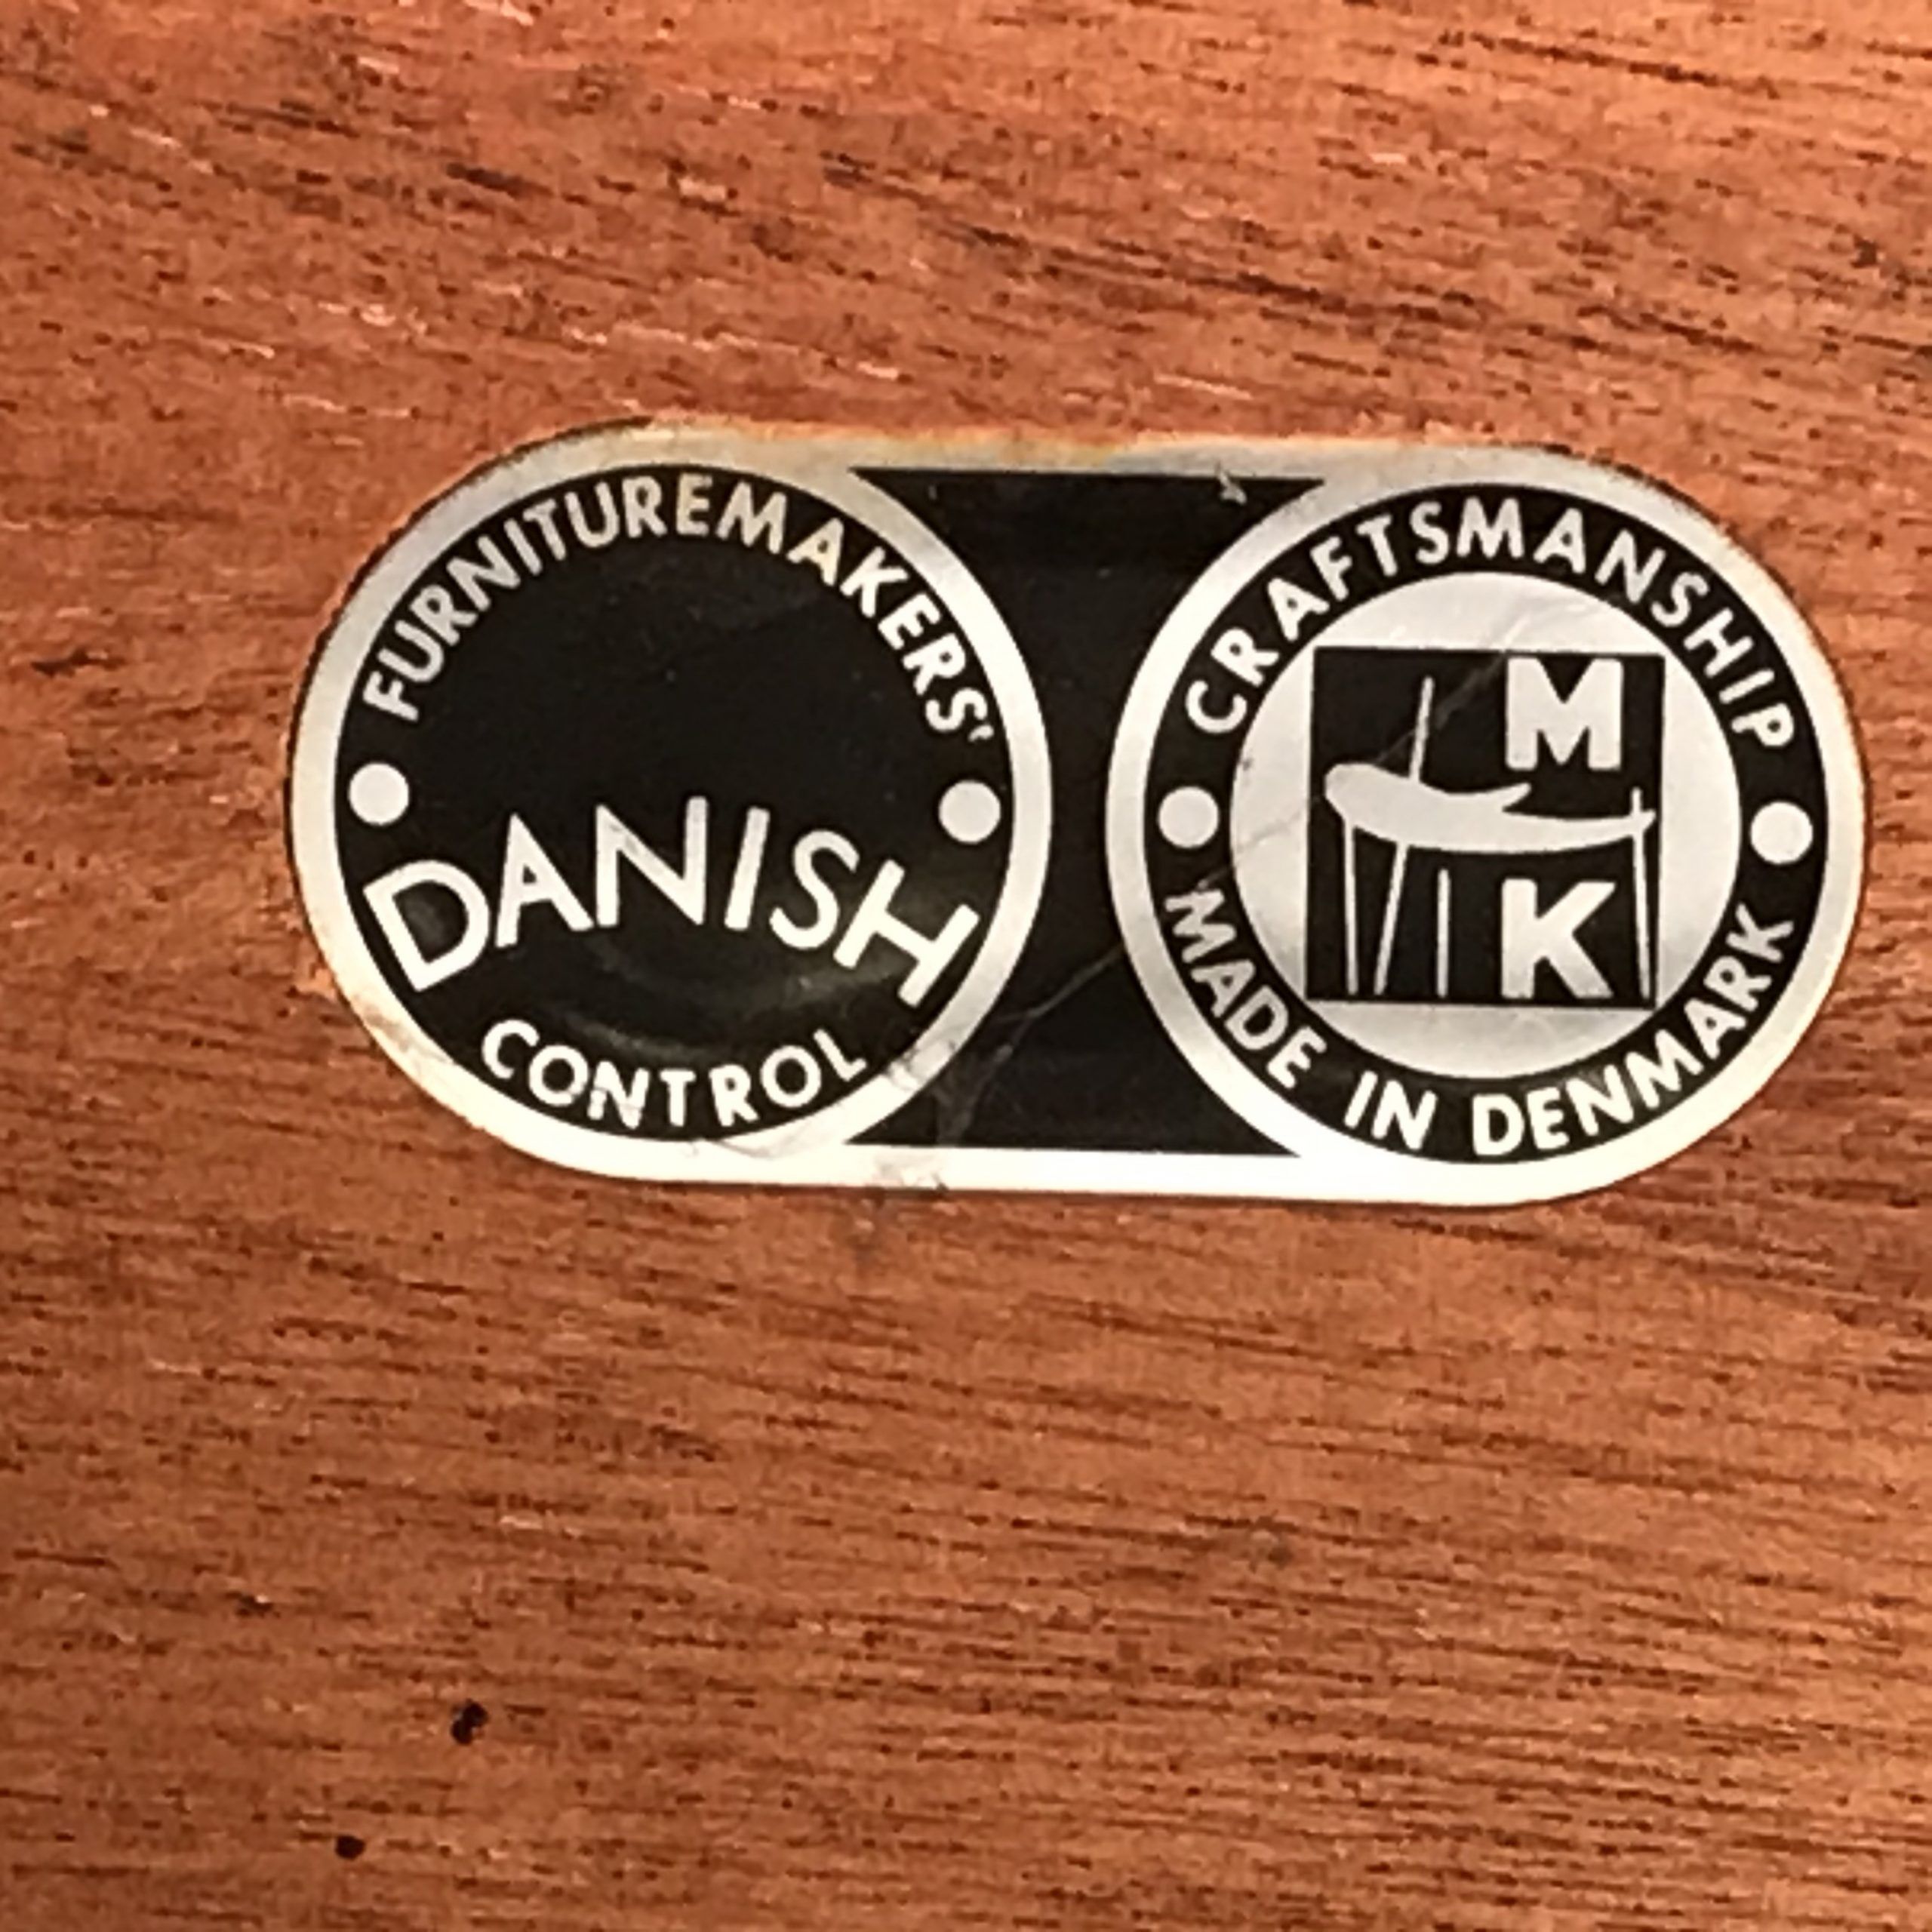 FURNITUREMAKERS'
DANISH
CONTROL
CRAFTSMANSHIP
M
K
MADE IN DENMARK